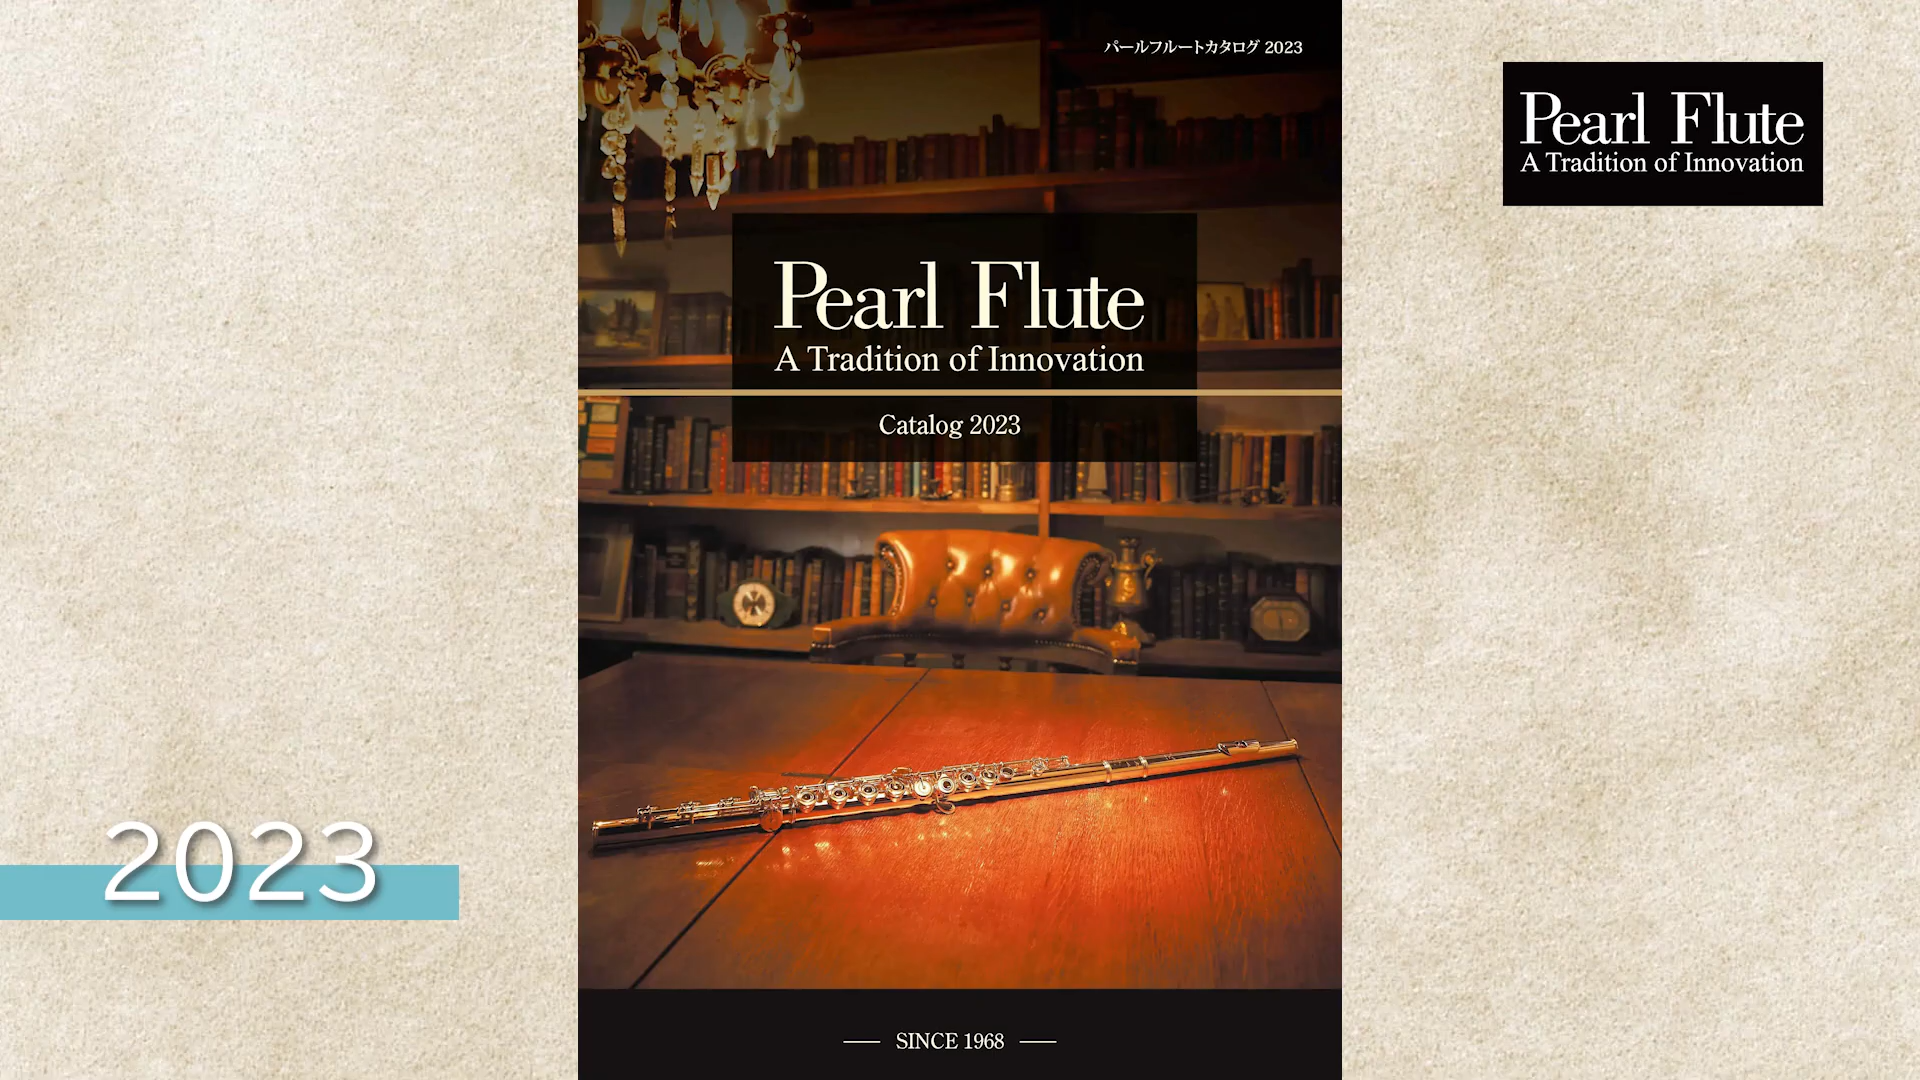 パールフルートカタログ 2023
Pearl Flute
A Tradition of Innovation
Pearl Flute
A Tradition of Innovation
Catalog 2023
2023
SINCE 1968